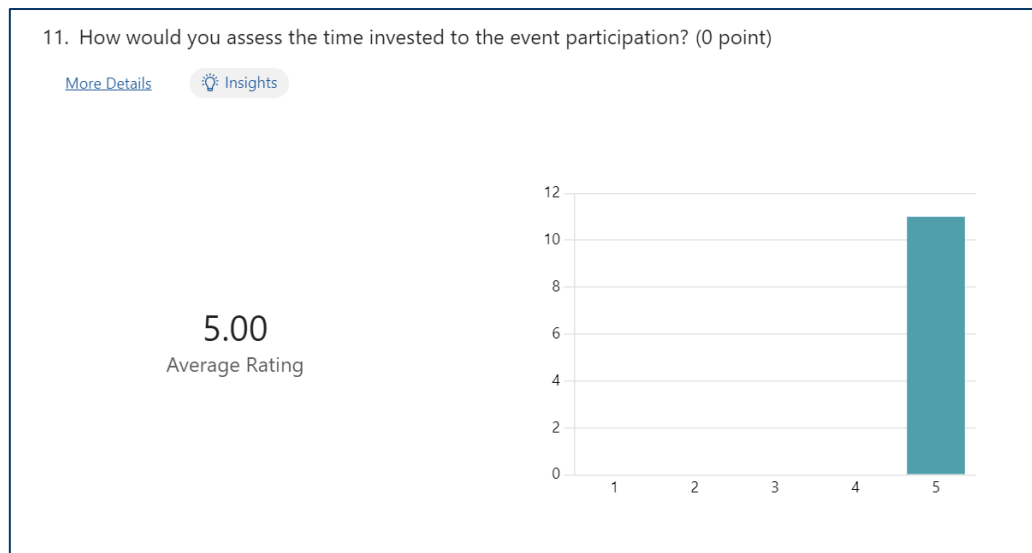 11. How would you assess the time invested to the event participation? (0 point)
More Details
Insights
12
10
8
6
4
2
0
5.00
Average Rating
1 2 3 4 5